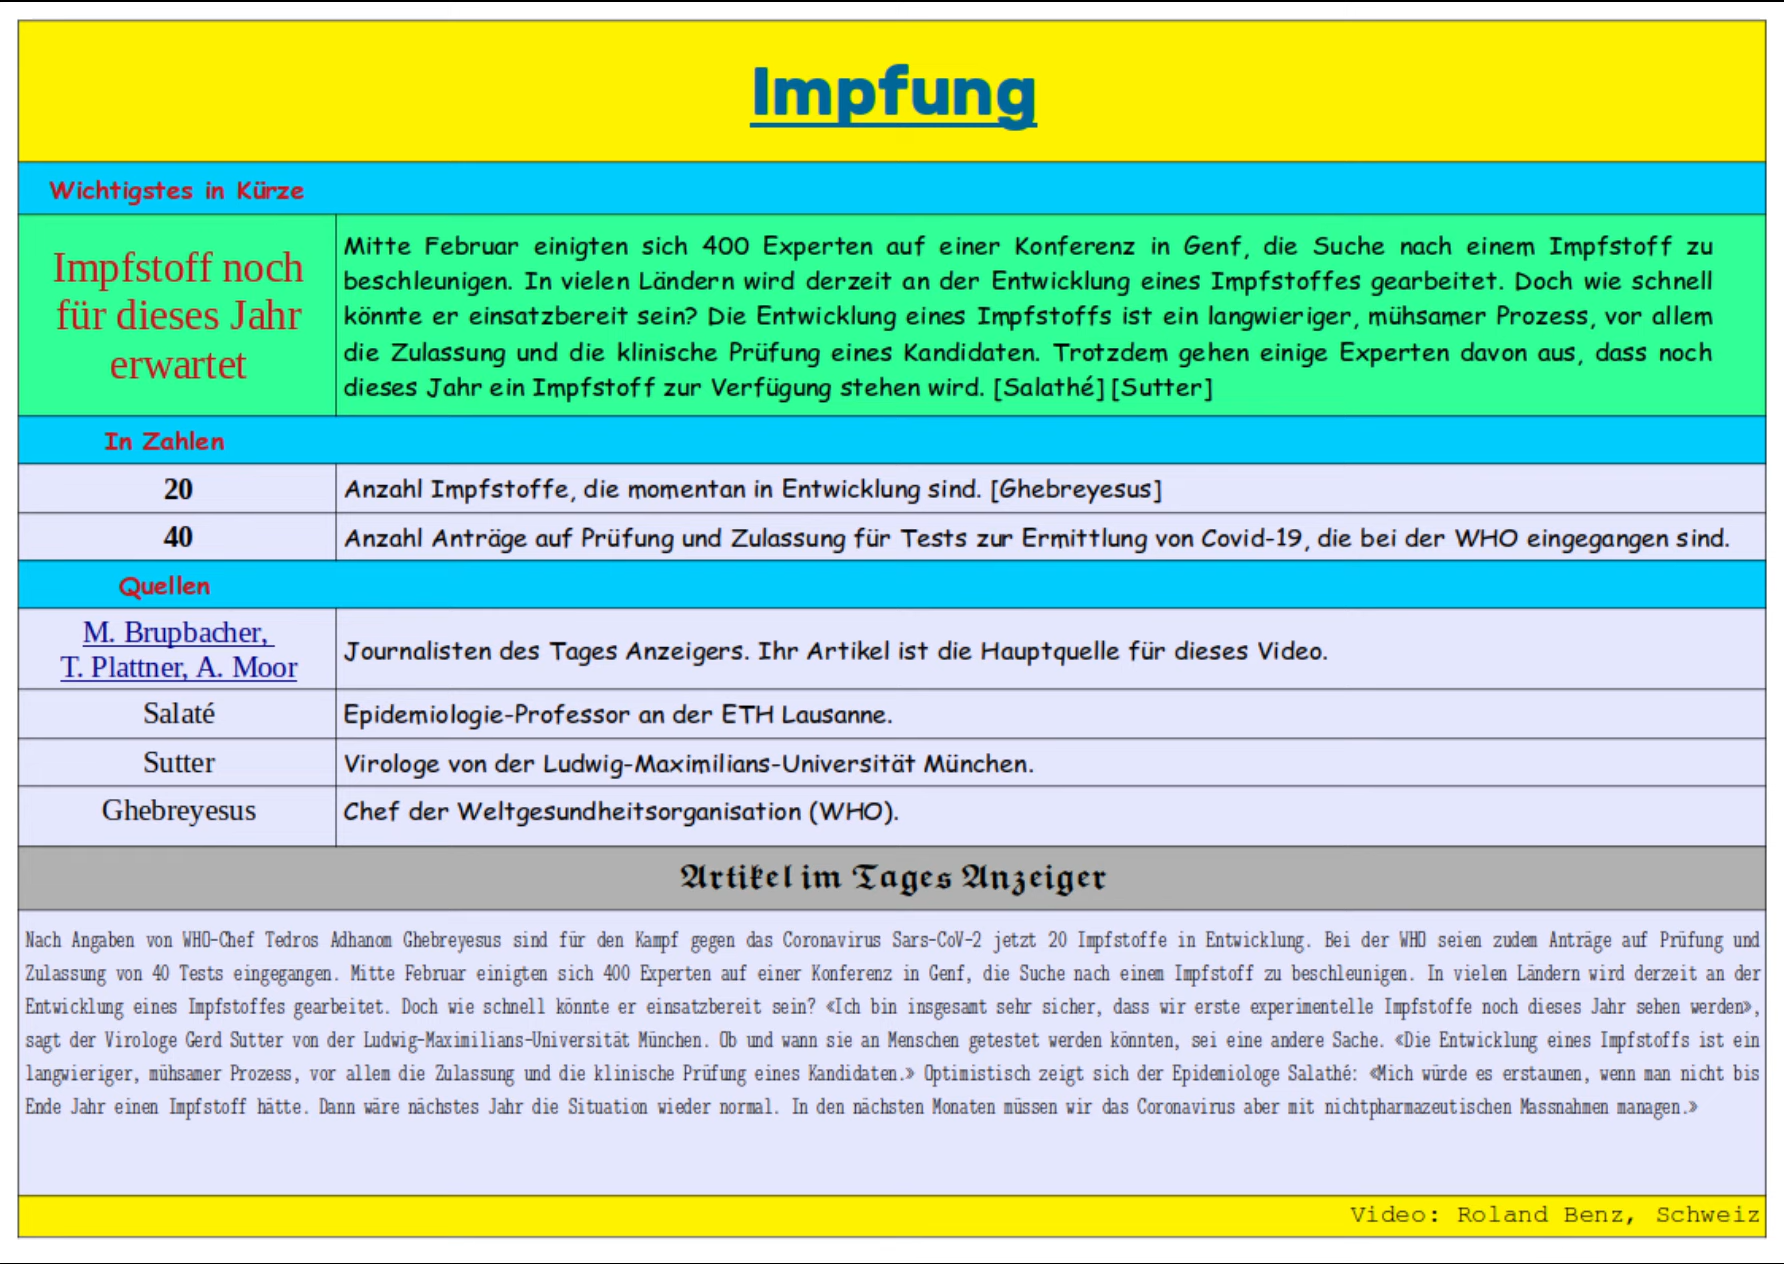 Impfung
Wichtigstes in Kürze
Impfstoff noch
für dieses Jahr
erwartet
Mitte Februar einigten sich 400 Experten auf einer Konferenz in Genf, die Suche nach einem Impfstoff zu
beschleunigen. In vielen Ländern wird derzeit an der Entwicklung eines Impfstoffes gearbeitet. Doch wie schnell
könnte er einsatzbereit sein? Die Entwicklung eines Impfstoffs ist ein langwieriger, mühsamer Prozess, vor allem
die Zulassung und die klinische Prüfung eines Kandidaten. Trotzdem gehen einige Experten davon aus, dass noch
dieses Jahr ein Impfstoff zur Verfügung stehen wird. [Salathé] [Sutter]
In Zahlen
20
Anzahl Impfstoffe, die momentan in Entwicklung sind. [Ghebreyesus]
40
Anzahl Anträge auf Prüfung und Zulassung für Tests zur Ermittlung von Covid-19, die bei der WHO eingegangen sind.
Quellen
M. Brupbacher,
T. Plattner, A. Moor
Journalisten des Tages Anzeigers. Ihr Artikel ist die Hauptquelle für dieses Video.
Salaté
Epidemiologie-Professor an der ETH Lausanne.
Sutter
Virologe von der Ludwig-Maximilians-Universität München.
Ghebreyesus
Chef der Weltgesundheitsorganisation (WHO).
Artikel im Tages Anzeiger
Nach Angaben von WHO-Chef Tedros Adhanom Ghebreyesus sind für den Kampf gegen das Coronavirus Sars-CoV-2 jetzt 20 Impfstoffe in Entwicklung. Bei der WHO seien zudem Anträge auf Prüfung und
Zulassung von 40 Tests eingegangen. Mitte Februar einigten sich 400 Experten auf einer Konferenz in Genf, die Suche nach einem Impfstoff zu beschleunigen. In vielen Ländern wird derzeit an der
Entwicklung eines Impfstoffes gearbeitet. Doch wie schnell könnte er einsatzbereit sein? «Ich bin insgesamt sehr sicher, dass wir erste experimentelle Impfstoffe noch dieses Jahr sehen werden»,
sagt der Virologe Gerd Sutter von der Ludwig-Maximilians-Universität München. Ob und wann sie an Menschen getestet werden könnten, sei eine andere Sache. «Die Entwicklung eines Impfstoffs ist ein
langwieriger, mühsamer Prozess, vor allem die Zulassung und die klinische Prüfung eines Kandidaten.» Optimistisch zeigt sich der Epidemiologe Salathé: «Mich würde es erstaunen, wenn man nicht bis
Ende Jahr einen Impfstoff hätte. Dann wäre nächstes Jahr die Situation wieder normal. In den nächsten Monaten müssen wir das Coronavirus aber mit nichtpharmazeutischen Massnahmen managen.»
Video: Roland Benz, Schweiz